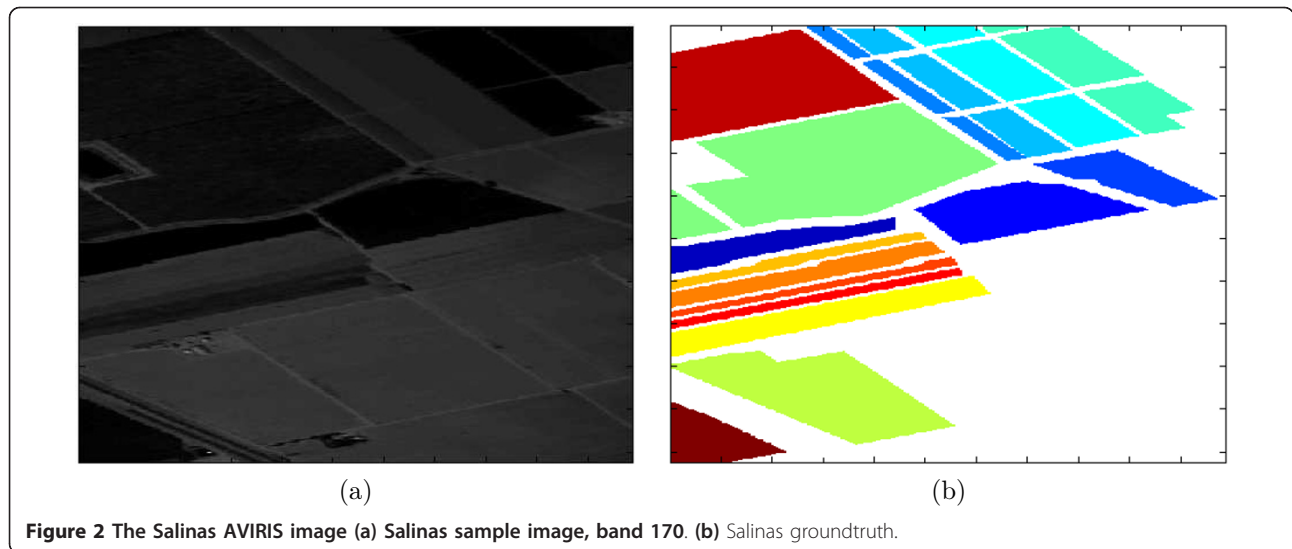 (a)
(b)
Figure 2 The Salinas AVIRIS image (a) Salinas sample image, band 170. (b) Salinas groundtruth.